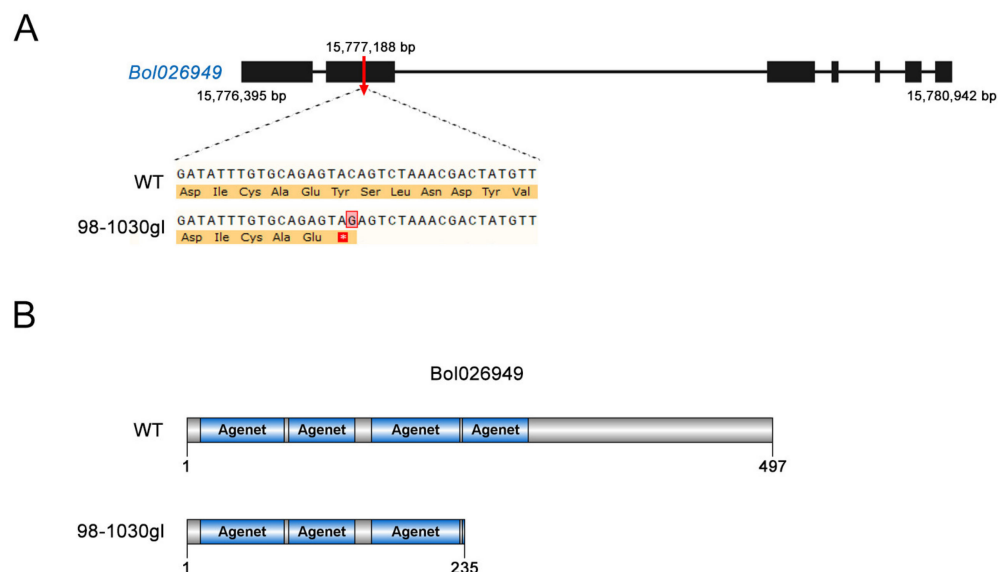 A
15,777,188 bp
Bol026949
15,776,395 bp
15,780,942 bp
WT
GATATTTGTGCAGAGTACAGTCTAAACGACTATGTT
Asp Ile Cys Ala Glu Tyr Ser Leu Asn Asp Tyr Val
98-1030gl
GATATTTGTGCAGAGTAGAGTCTAAACGACTATGTT
Asp Ile Cys Ala Glu *
B
Bol026949
WT
Agenet Agenet Agenet Agenet
1 497
98-1030gl
Agenet Agenet Agenet
1 235